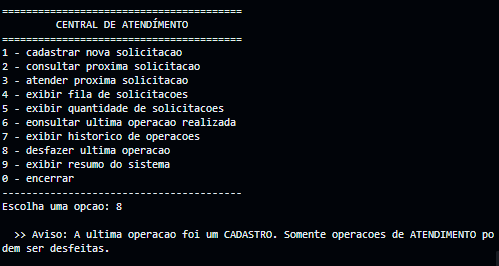 ========================================
CENTRAL DE ATENDÍMENTO
========================================
1 - cadastrar nova solicitacao
2 - consultar proxima solicitacao
3 - atender proxima solicitacao
4 - exibir fila de solicitacoes
5 - exibir quantidade de solicitacoes
6 - eonsultar ultima operacao realizada
7 - exibir historico de operacoes
8 - desfazer ultima operacao
9 - exibir resumo do sistema
0 - encerrar
----------------------------------------
Escolha uma opcao: 8
>> Aviso: A ultima operacao foi um CADASTRO. Somente operacoes de ATENDIMENTO po
dem ser desfeitas.